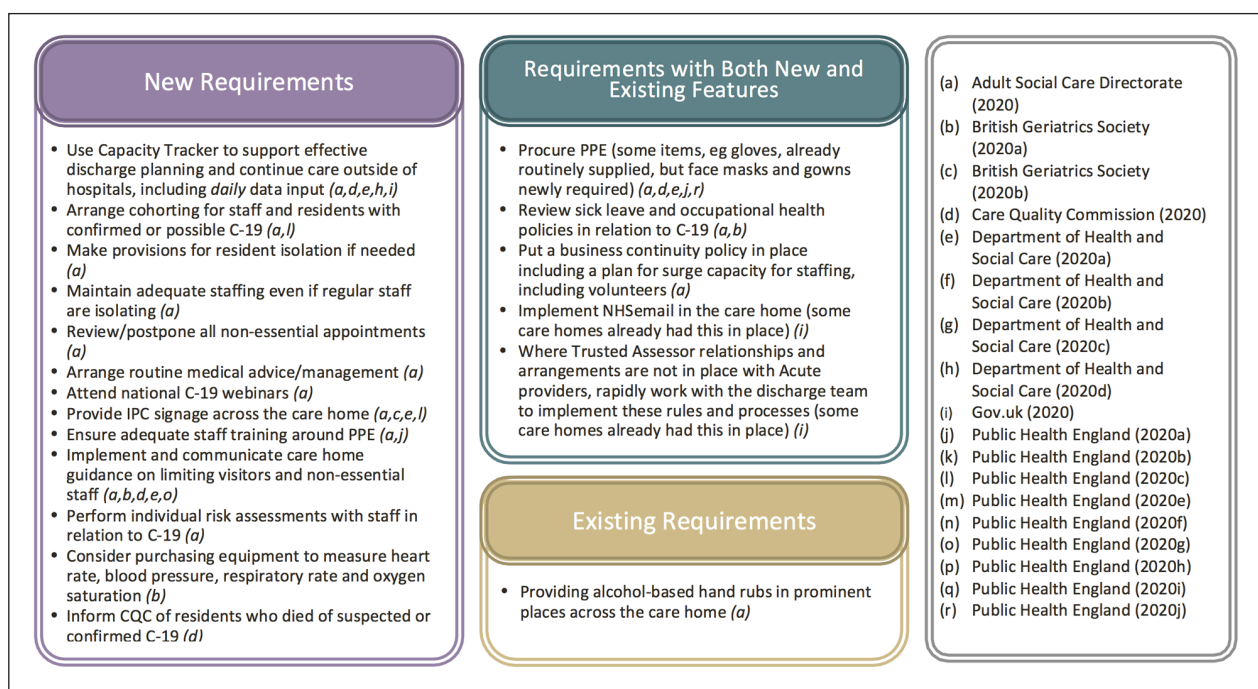 New Requirements
• Use Capacity Tracker to support effective
discharge planning and continue care outside of
hospitals, including daily data input (a,d,e,h,i)
• Arrange cohorting for staff and residents with
confirmed or possible C-19 (a,l)
• Make provisions for resident isolation if needed
(a)
• Maintain adequate staffing even if regular staff
are isolating (a)
• Review/postpone all non-essential appointments
(a)
• Arrange routine medical advice/management (a)
• Attend national C-19 webinars (a)
• Provide IPC signage across the care home (a,c,e,l)
• Ensure adequate staff training around PPE (a,j)
• Implement and communicate care home
guidance on limiting visitors and non-essential
staff (a,b,d,e,o)
• Perform individual risk assessments with staff in
relation to C-19 (a)
• Consider purchasing equipment to measure heart
rate, blood pressure, respiratory rate and oxygen
saturation (b)
• Inform CQC of residents who died of suspected or
confirmed C-19 (d)
Requirements with Both New and
Existing Features
• Procure PPE (some items, eg gloves, already
routinely supplied, but face masks and gowns
newly required) (a,d,e,j,r)
• Review sick leave and occupational health
policies in relation to C-19 (a,b)
• Put a business continuity policy in place
including a plan for surge capacity for staffing,
including volunteers (a)
• Implement NHSemail in the care home (some
care homes already had this in place) (i)
• Where Trusted Assessor relationships and
arrangements are not in place with Acute
providers, rapidly work with the discharge team
to implement these rules and processes (some
care homes already had this in place) (i)
Existing Requirements
• Providing alcohol-based hand rubs in prominent
places across the care home (a)
(a) Adult Social Care Directorate
(2020)
(b) British Geriatrics Society
(2020a)
(c) British Geriatrics Society
(2020b)
(d) Care Quality Commission (2020)
(e) Department of Health and
Social Care (2020a)
(f) Department of Health and
Social Care (2020b)
(g) Department of Health and
Social Care (2020c)
(h) Department of Health and
Social Care (2020d)
(i) Gov.uk (2020)
(j) Public Health England (2020a)
(k) Public Health England (2020b)
(l) Public Health England (2020c)
(m) Public Health England (2020e)
(n) Public Health England (2020f)
(o) Public Health England (2020g)
(p) Public Health England (2020h)
(q) Public Health England (2020i)
(r) Public Health England (2020j)